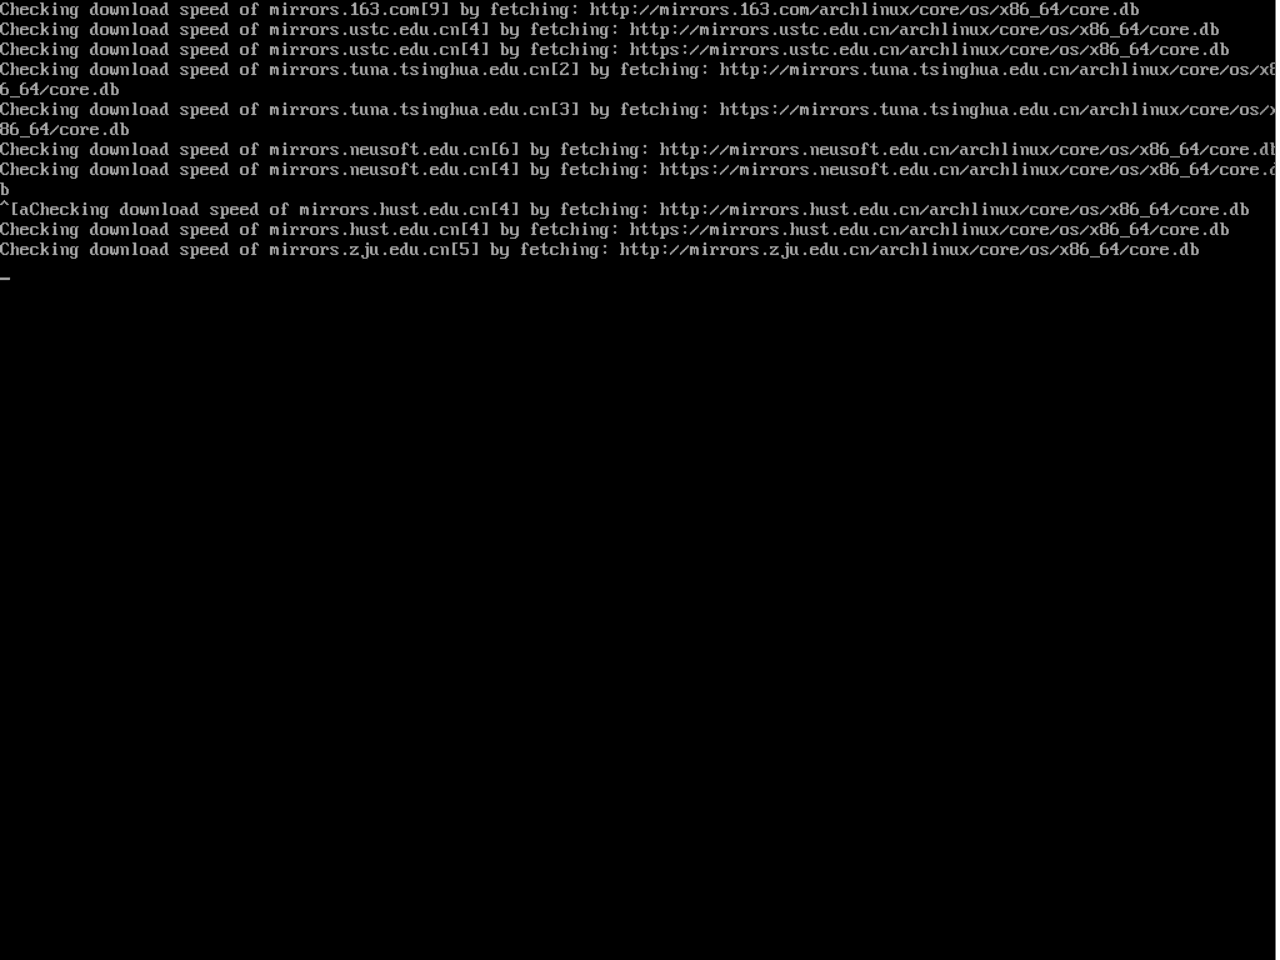 Checking download speed of mirrors.163.com[9] by fetching: http://mirrors.163.com/archlinux/core/os/x86_64/core.db
Checking download speed of mirrors.ustc.edu.cn[4] by fetching: http://mirrors.ustc.edu.cn/archlinux/core/os/x86_64/core.db
Checking download speed of mirrors.ustc.edu.cn[4] by fetching: https://mirrors.ustc.edu.cn/archlinux/core/os/x86_64/core.db
Checking download speed of mirrors.tuna.tsinghua.edu.cn[2] by fetching: http://mirrors.tuna.tsinghua.edu.cn/archlinux/core/os/x8
6_64/core.db
Checking download speed of mirrors.tuna.tsinghua.edu.cn[3] by fetching: https://mirrors.tuna.tsinghua.edu.cn/archlinux/core/os/x
86_64/core.db
Checking download speed of mirrors.neusoft.edu.cn[6] by fetching: http://mirrors.neusoft.edu.cn/archlinux/core/os/x86_64/core.db
Checking download speed of mirrors.neusoft.edu.cn[4] by fetching: https://mirrors.neusoft.edu.cn/archlinux/core/os/x86_64/core.d
b
^[aChecking download speed of mirrors.hust.edu.cn[4] by fetching: http://mirrors.hust.edu.cn/archlinux/core/os/x86_64/core.db
Checking download speed of mirrors.hust.edu.cn[4] by fetching: https://mirrors.hust.edu.cn/archlinux/core/os/x86_64/core.db
Checking download speed of mirrors.zju.edu.cn[5] by fetching: http://mirrors.zju.edu.cn/archlinux/core/os/x86_64/core.db